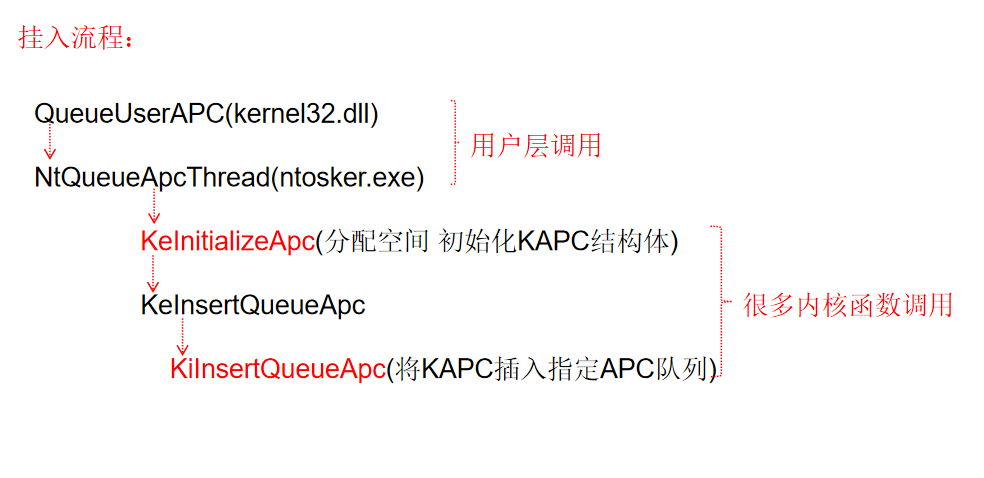 挂入流程：
QueueUserAPC(kernel32.dll)
用户层调用
NtQueueApcThread(ntosker.exe)
KeInitializeApc(分配空间 初始化KAPC结构体)
KeInsertQueueApc
很多内核函数调用
KiInsertQueueApc(将KAPC插入指定APC队列)